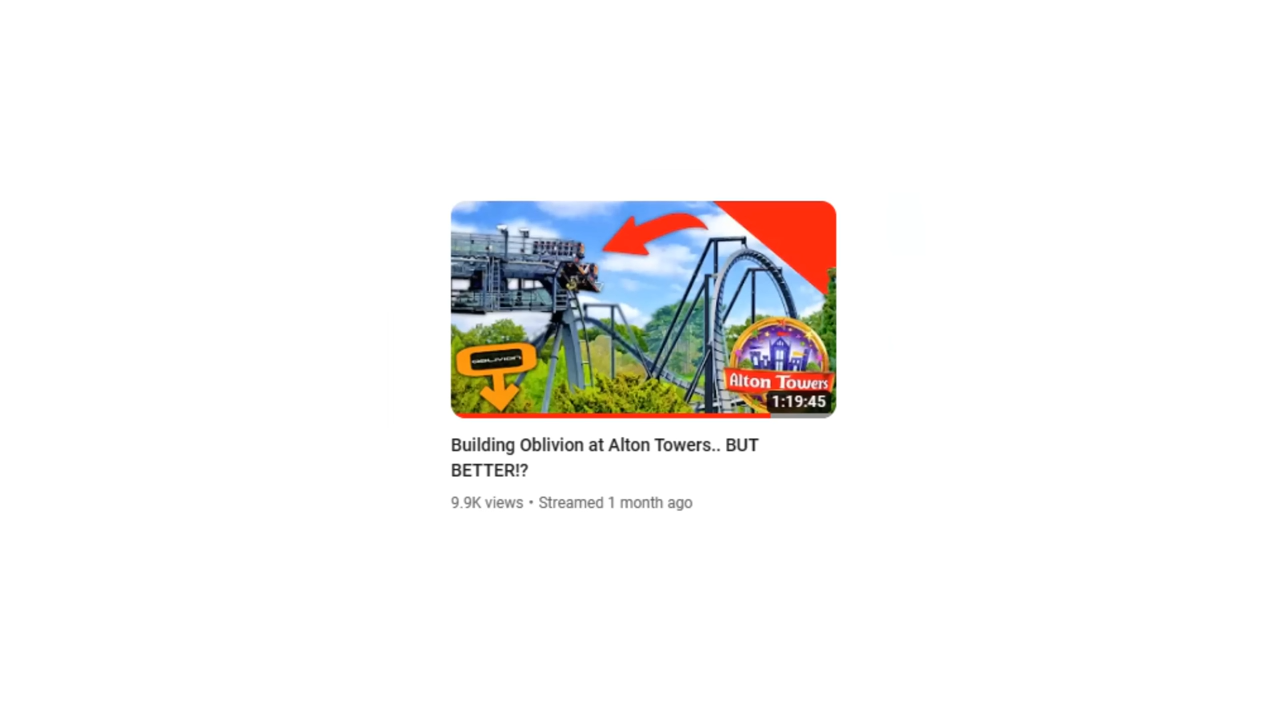 OBLIVION
Alton Towers
1:19:45
Building Oblivion at Alton Towers.. BUT
BETTER!?
9.9K views • Streamed 1 month ago